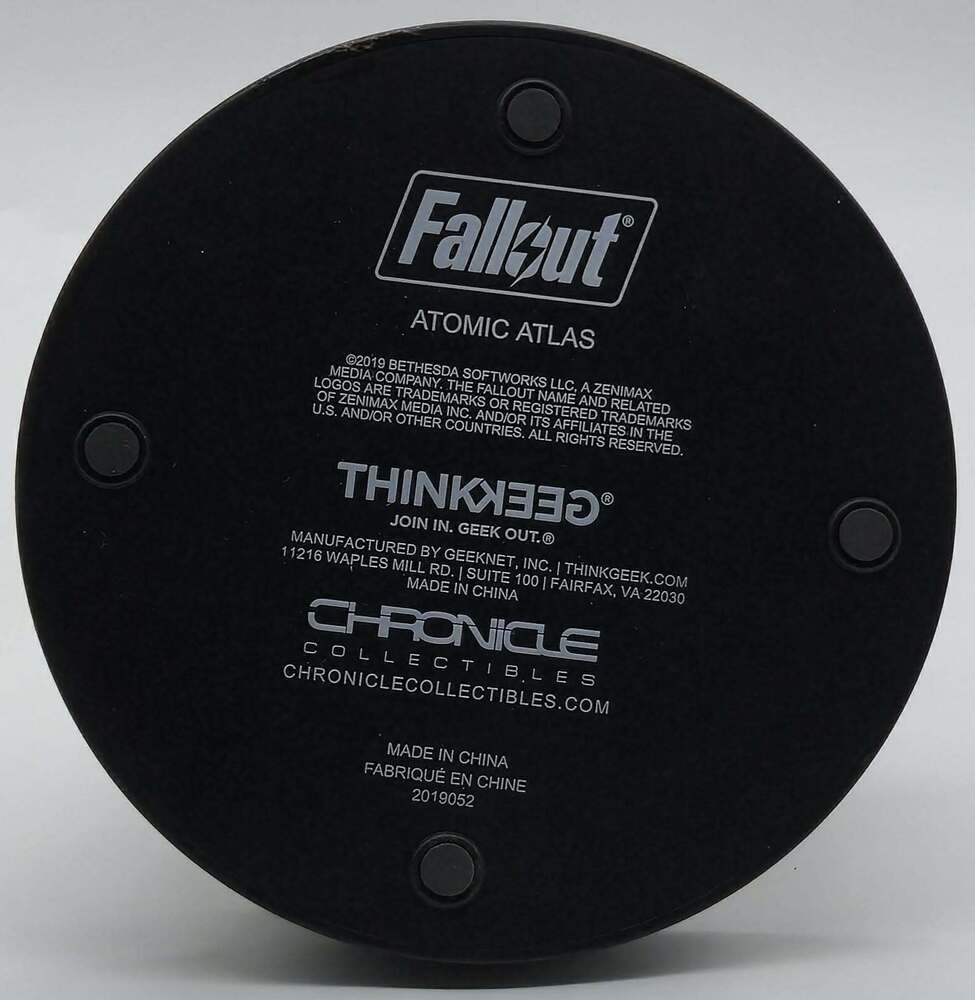 Fallout®
ATOMIC ATLAS
©2019 BETHESDA SOFTWORKS LLC, A ZENIMAX
MEDIA COMPANY. THE FALLOUT NAME AND RELATED
LOGOS ARE TRADEMARKS OR REGISTERED TRADEMARKS
OF ZENIMAX MEDIA INC. AND/OR ITS AFFILIATES IN THE
U.S. AND/OR OTHER COUNTRIES. ALL RIGHTS RESERVED.
THINKGEEK®
JOIN IN. GEEK OUT.®
MANUFACTURED BY GEEKNET, INC. | THINKGEEK.COM
11216 WAPLES MILL RD. | SUITE 100 | FAIRFAX, VA 22030
MADE IN CHINA
CHRONICLE
COLLECTIBLES
CHRONICLECOLLECTIBLES.COM
MADE IN CHINA
FABRIQUÉ EN CHINE
2019052